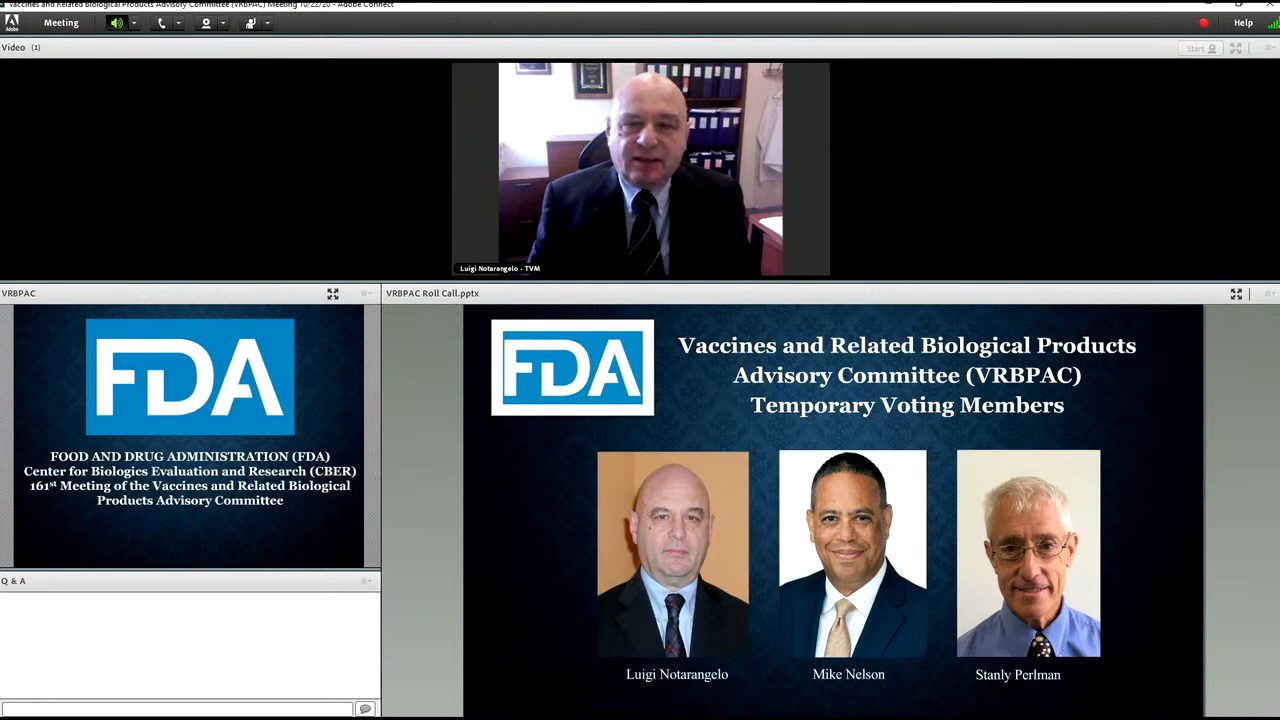 Vaccines and Related Biological Products Advisory Committee (VRBPAC) Meeting 10/22/20 - Adobe Connect
Adobe
Meeting
Help
Video (1)
Start
Luigi Notarangelo - TVM
VRBPAC
FDA
FOOD AND DRUG ADMINISTRATION (FDA)
Center for Biologics Evaluation and Research (CBER)
161st Meeting of the Vaccines and Related Biological
Products Advisory Committee
Q & A
VRBPAC Roll Call.pptx
FDA
Vaccines and Related Biological Products
Advisory Committee (VRBPAC)
Temporary Voting Members
Luigi Notarangelo
Mike Nelson
Stanly Perlman